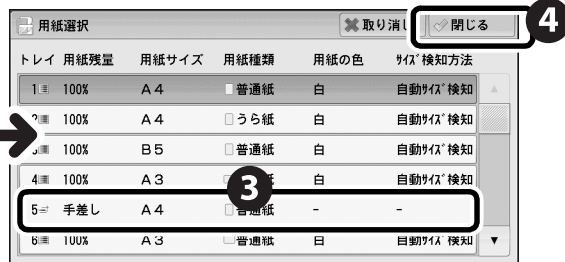 用紙選択 取り消し 閉じる 4
トレイ 用紙残量 用紙サイズ 用紙種類 用紙の色 ｻｲｽﾞ検知方法
1 100% A4 普通紙 白 自動ｻｲｽﾞ検知
2 100% A4 うら紙 白 自動ｻｲｽﾞ検知
3 100% B5 普通紙 白 自動ｻｲｽﾞ検知
4 100% A3 白 自動ｻｲｽﾞ検知
3
5 手差し A4 普通紙 - -
6 100% A3 普通紙 白 自動ｻｲｽﾞ検知